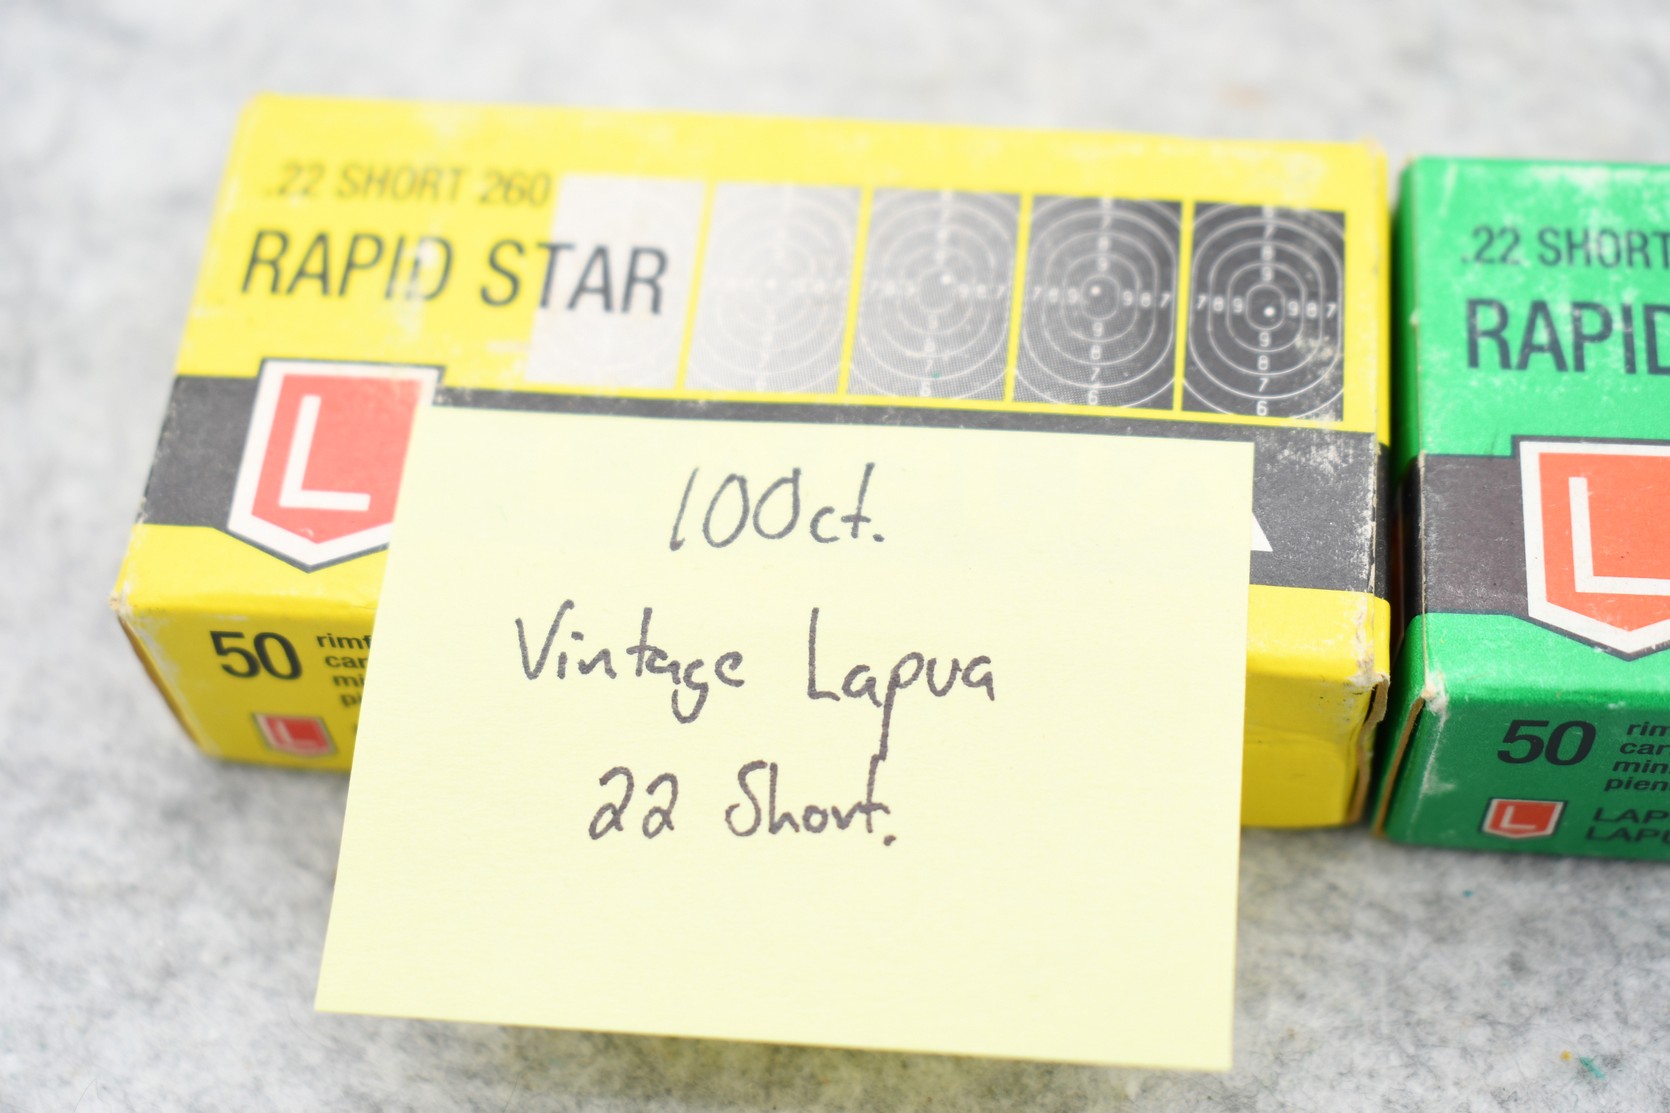 .22 SHORT 260
RAPID STAR
L
100ct.
Vintage Lapua
22 Short.
50
L
.22 SHORT
RAPID
L
50
L